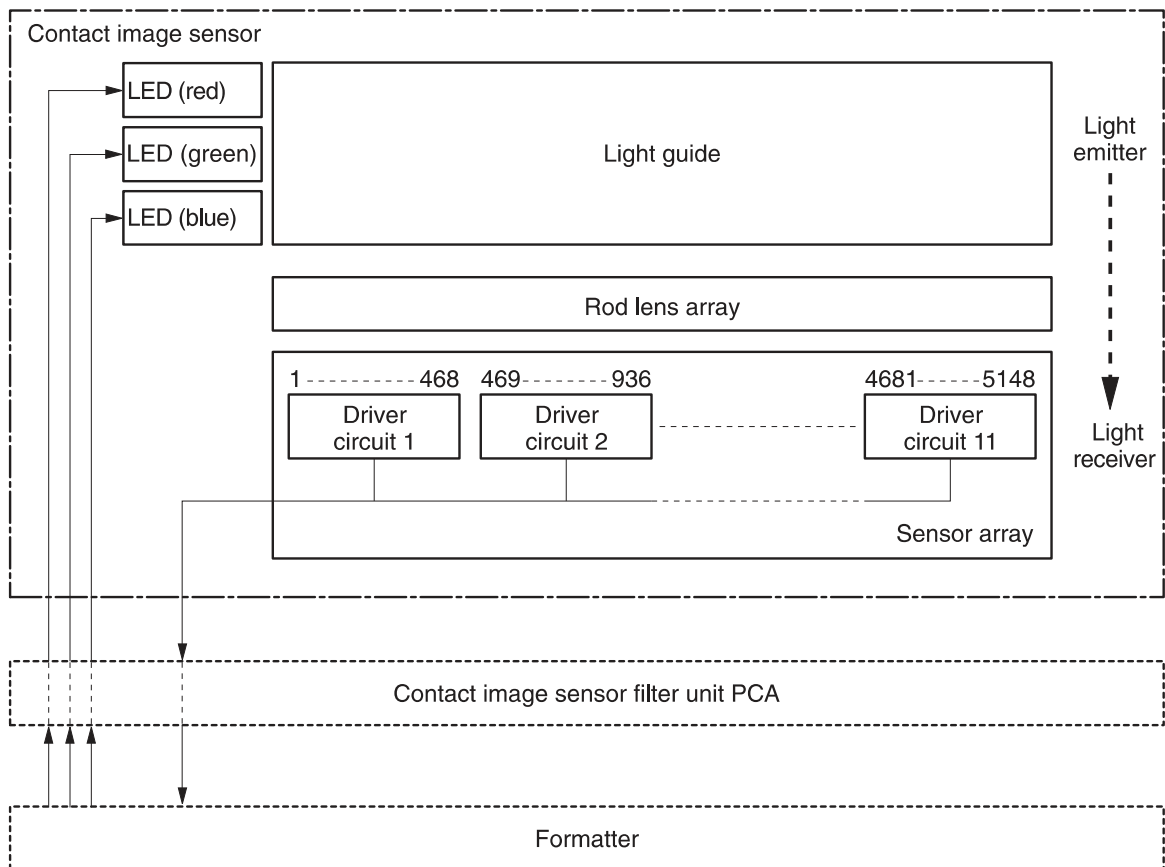 Contact image sensor
LED (red)
LED (green)
LED (blue)
Light guide
Light
emitter
Rod lens array
1 468
469 936
4681 5148
Driver
circuit 1
Driver
circuit 2
Driver
circuit 11
Light
receiver
Sensor array
Contact image sensor filter unit PCA
Formatter